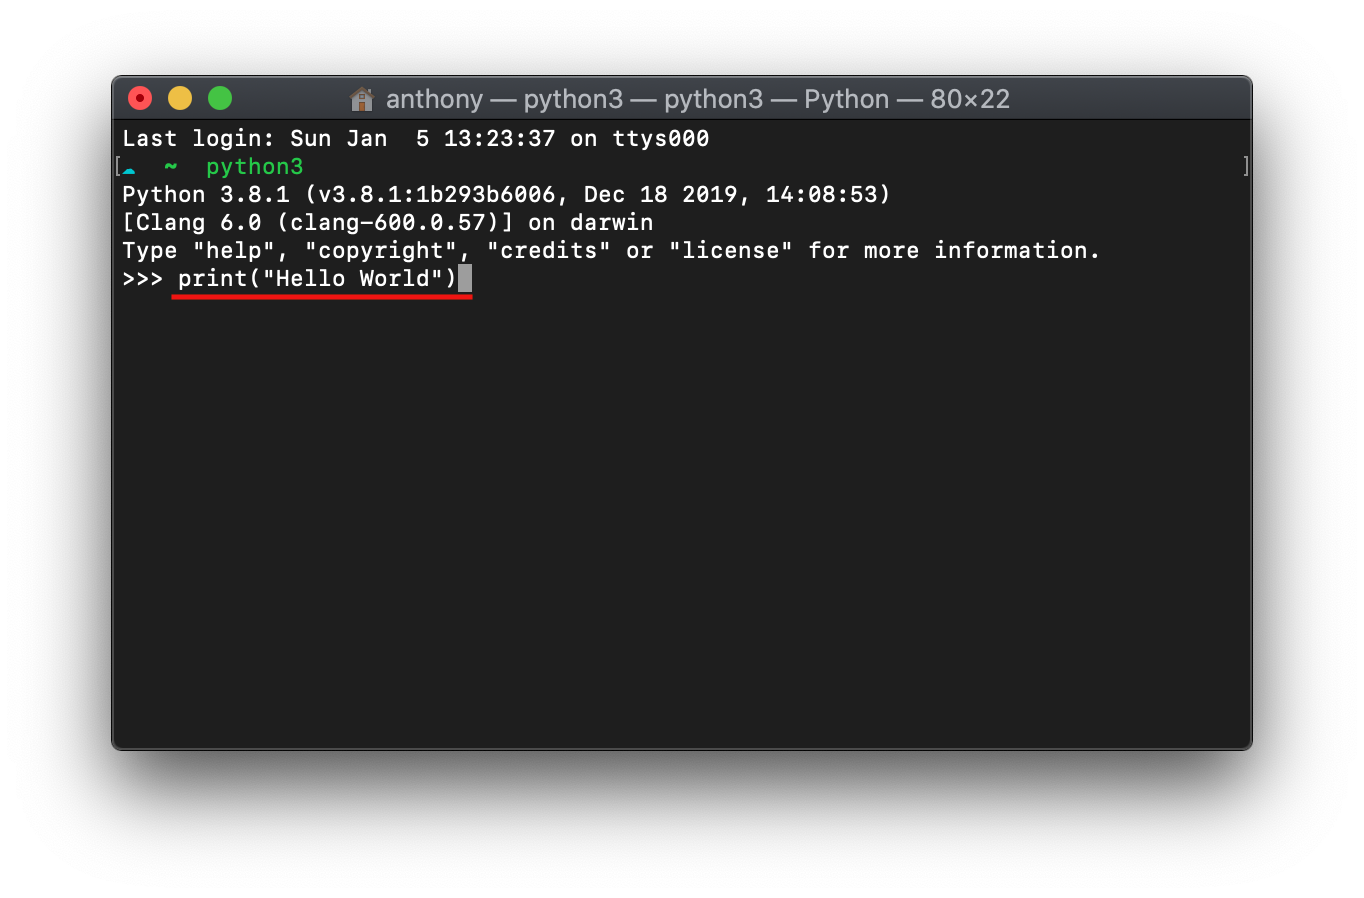 anthony — python3 — python3 — Python — 80×22
Last login: Sun Jan  5 13:23:37 on ttys000
[☁  ~  python3 ]
Python 3.8.1 (v3.8.1:1b293b6006, Dec 18 2019, 14:08:53)
[Clang 6.0 (clang-600.0.57)] on darwin
Type "help", "copyright", "credits" or "license" for more information.
>>> print("Hello World")